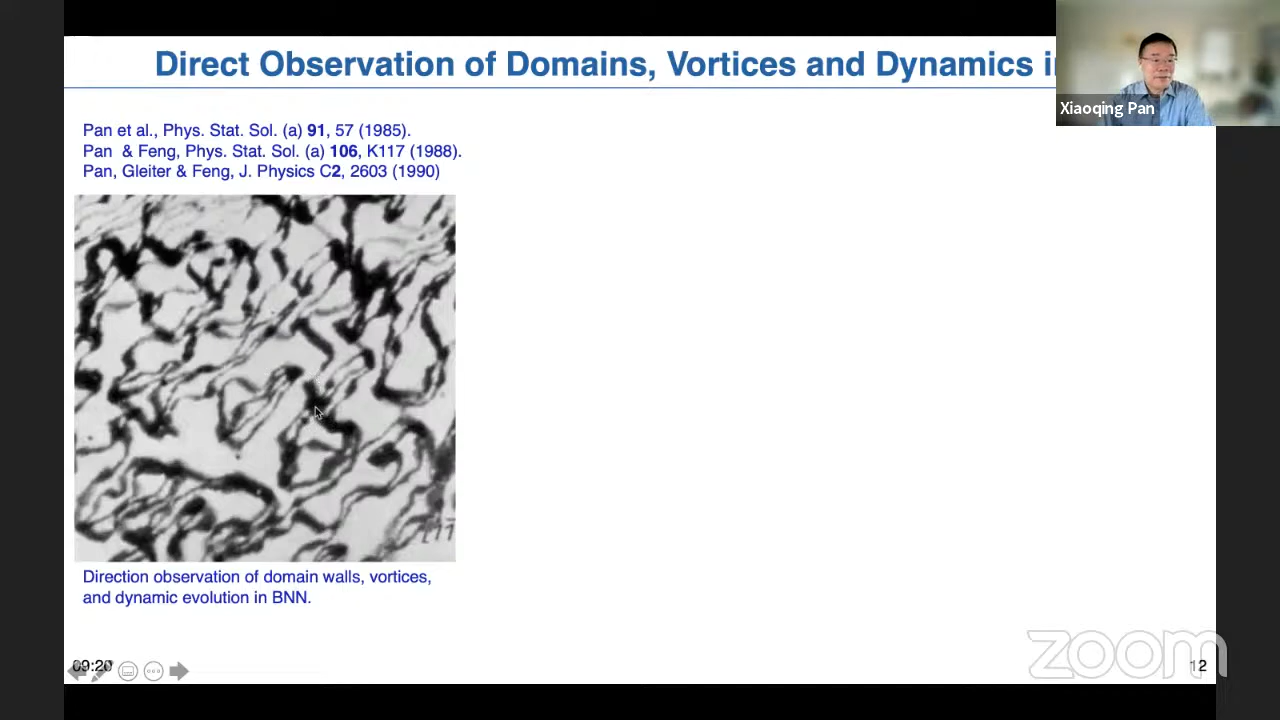 Direct Observation of Domains, Vortices and Dynamics
Xiaoqing Pan
Pan et al., Phys. Stat. Sol. (a) 91, 57 (1985).
Pan & Feng, Phys. Stat. Sol. (a) 106, K117 (1988).
Pan, Gleiter & Feng, J. Physics C2, 2603 (1990)
Direction observation of domain walls, vortices,
and dynamic evolution in BNN.
09:20
zoom
12